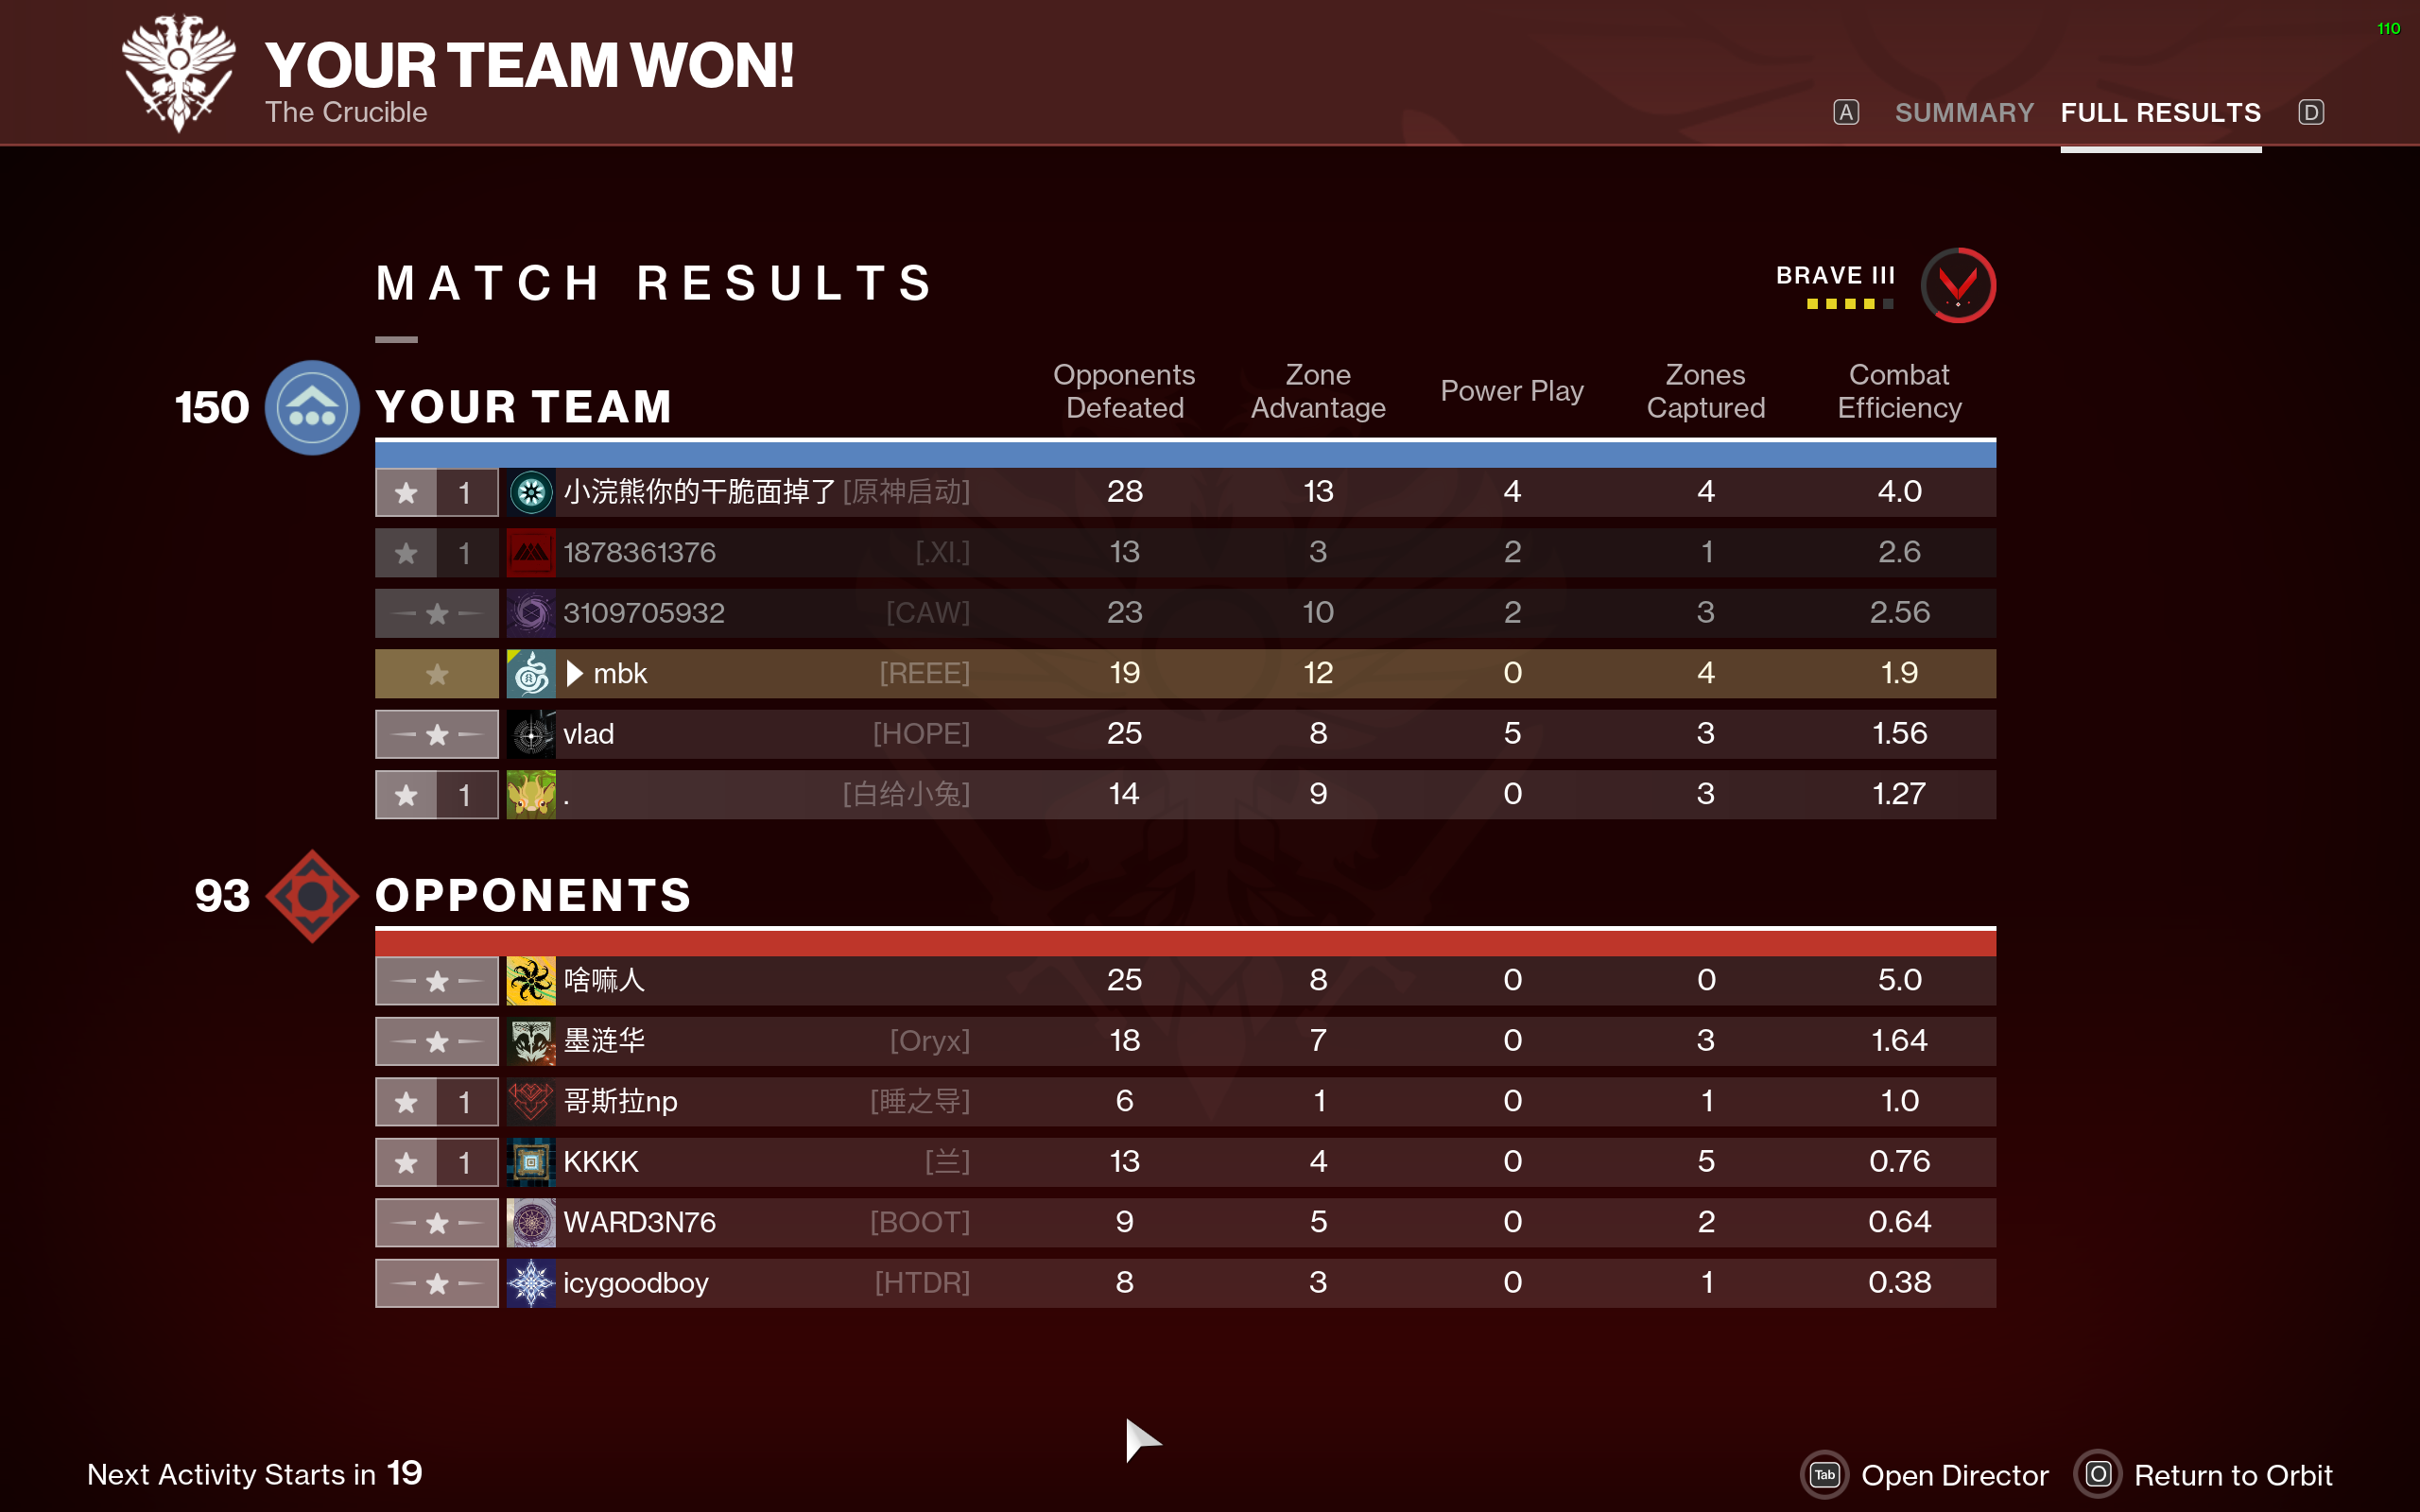 110
YOUR TEAM WON!
The Crucible
A SUMMARY FULL RESULTS D
MATCH RESULTS
BRAVE III
150 YOUR TEAM Opponents Defeated Zone Advantage Power Play Zones Captured Combat Efficiency
1 小浣熊你的干脆面掉了 [原神启动] 28 13 4 4 4.0
1 1878361376 [.XI.] 13 3 2 1 2.6
3109705932 [CAW] 23 10 2 3 2.56
mbk [REEE] 19 12 0 4 1.9
vlad [HOPE] 25 8 5 3 1.56
1 . [白给小兔] 14 9 0 3 1.27
93 OPPONENTS
啥嘛人 25 8 0 0 5.0
墨涟华 [Oryx] 18 7 0 3 1.64
1 哥斯拉np [睡之导] 6 1 0 1 1.0
1 KKKK [兰] 13 4 0 5 0.76
WARD3N76 [BOOT] 9 5 0 2 0.64
icygoodboy [HTDR] 8 3 0 1 0.38
Next Activity Starts in 19
Tab Open Director O Return to Orbit